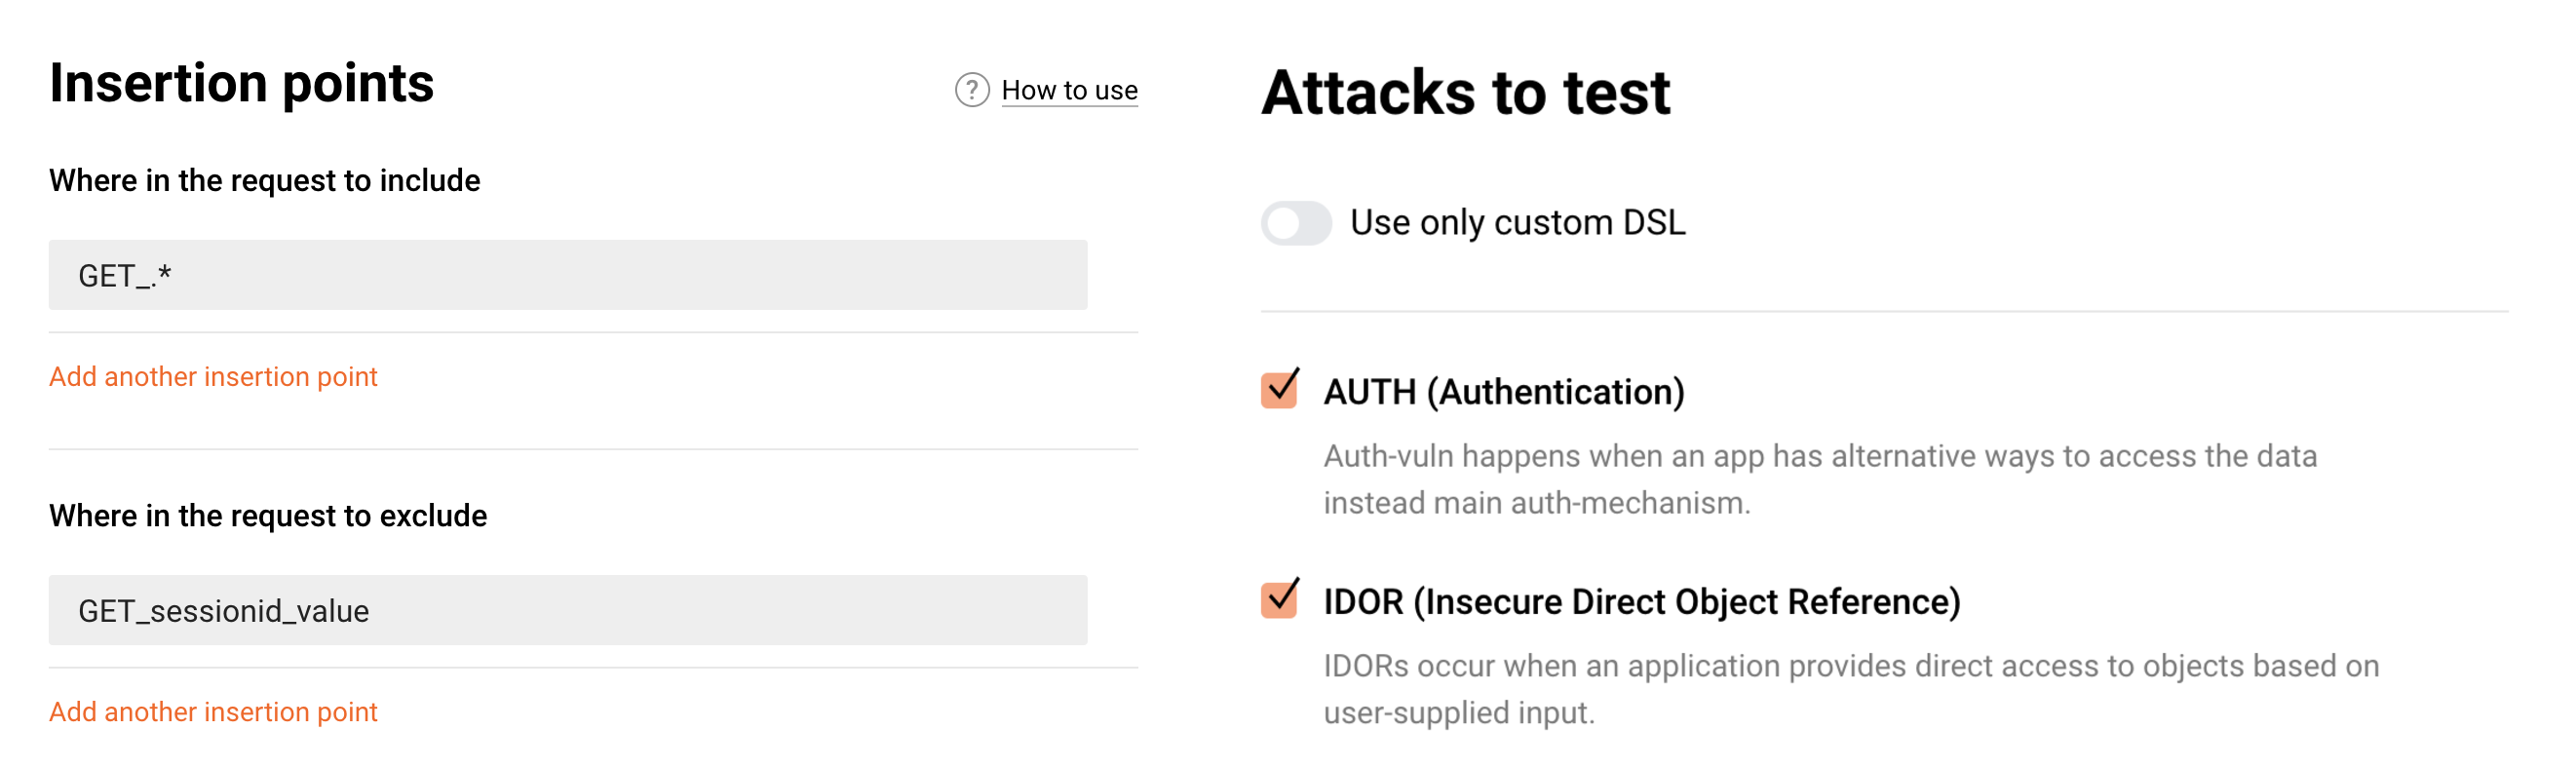 Insertion points
? How to use
Where in the request to include
GET_.*
Add another insertion point
Where in the request to exclude
GET_sessionid_value
Add another insertion point
Attacks to test
Use only custom DSL
AUTH (Authentication)
Auth-vuln happens when an app has alternative ways to access the data
instead main auth-mechanism.
IDOR (Insecure Direct Object Reference)
IDORs occur when an application provides direct access to objects based on
user-supplied input.